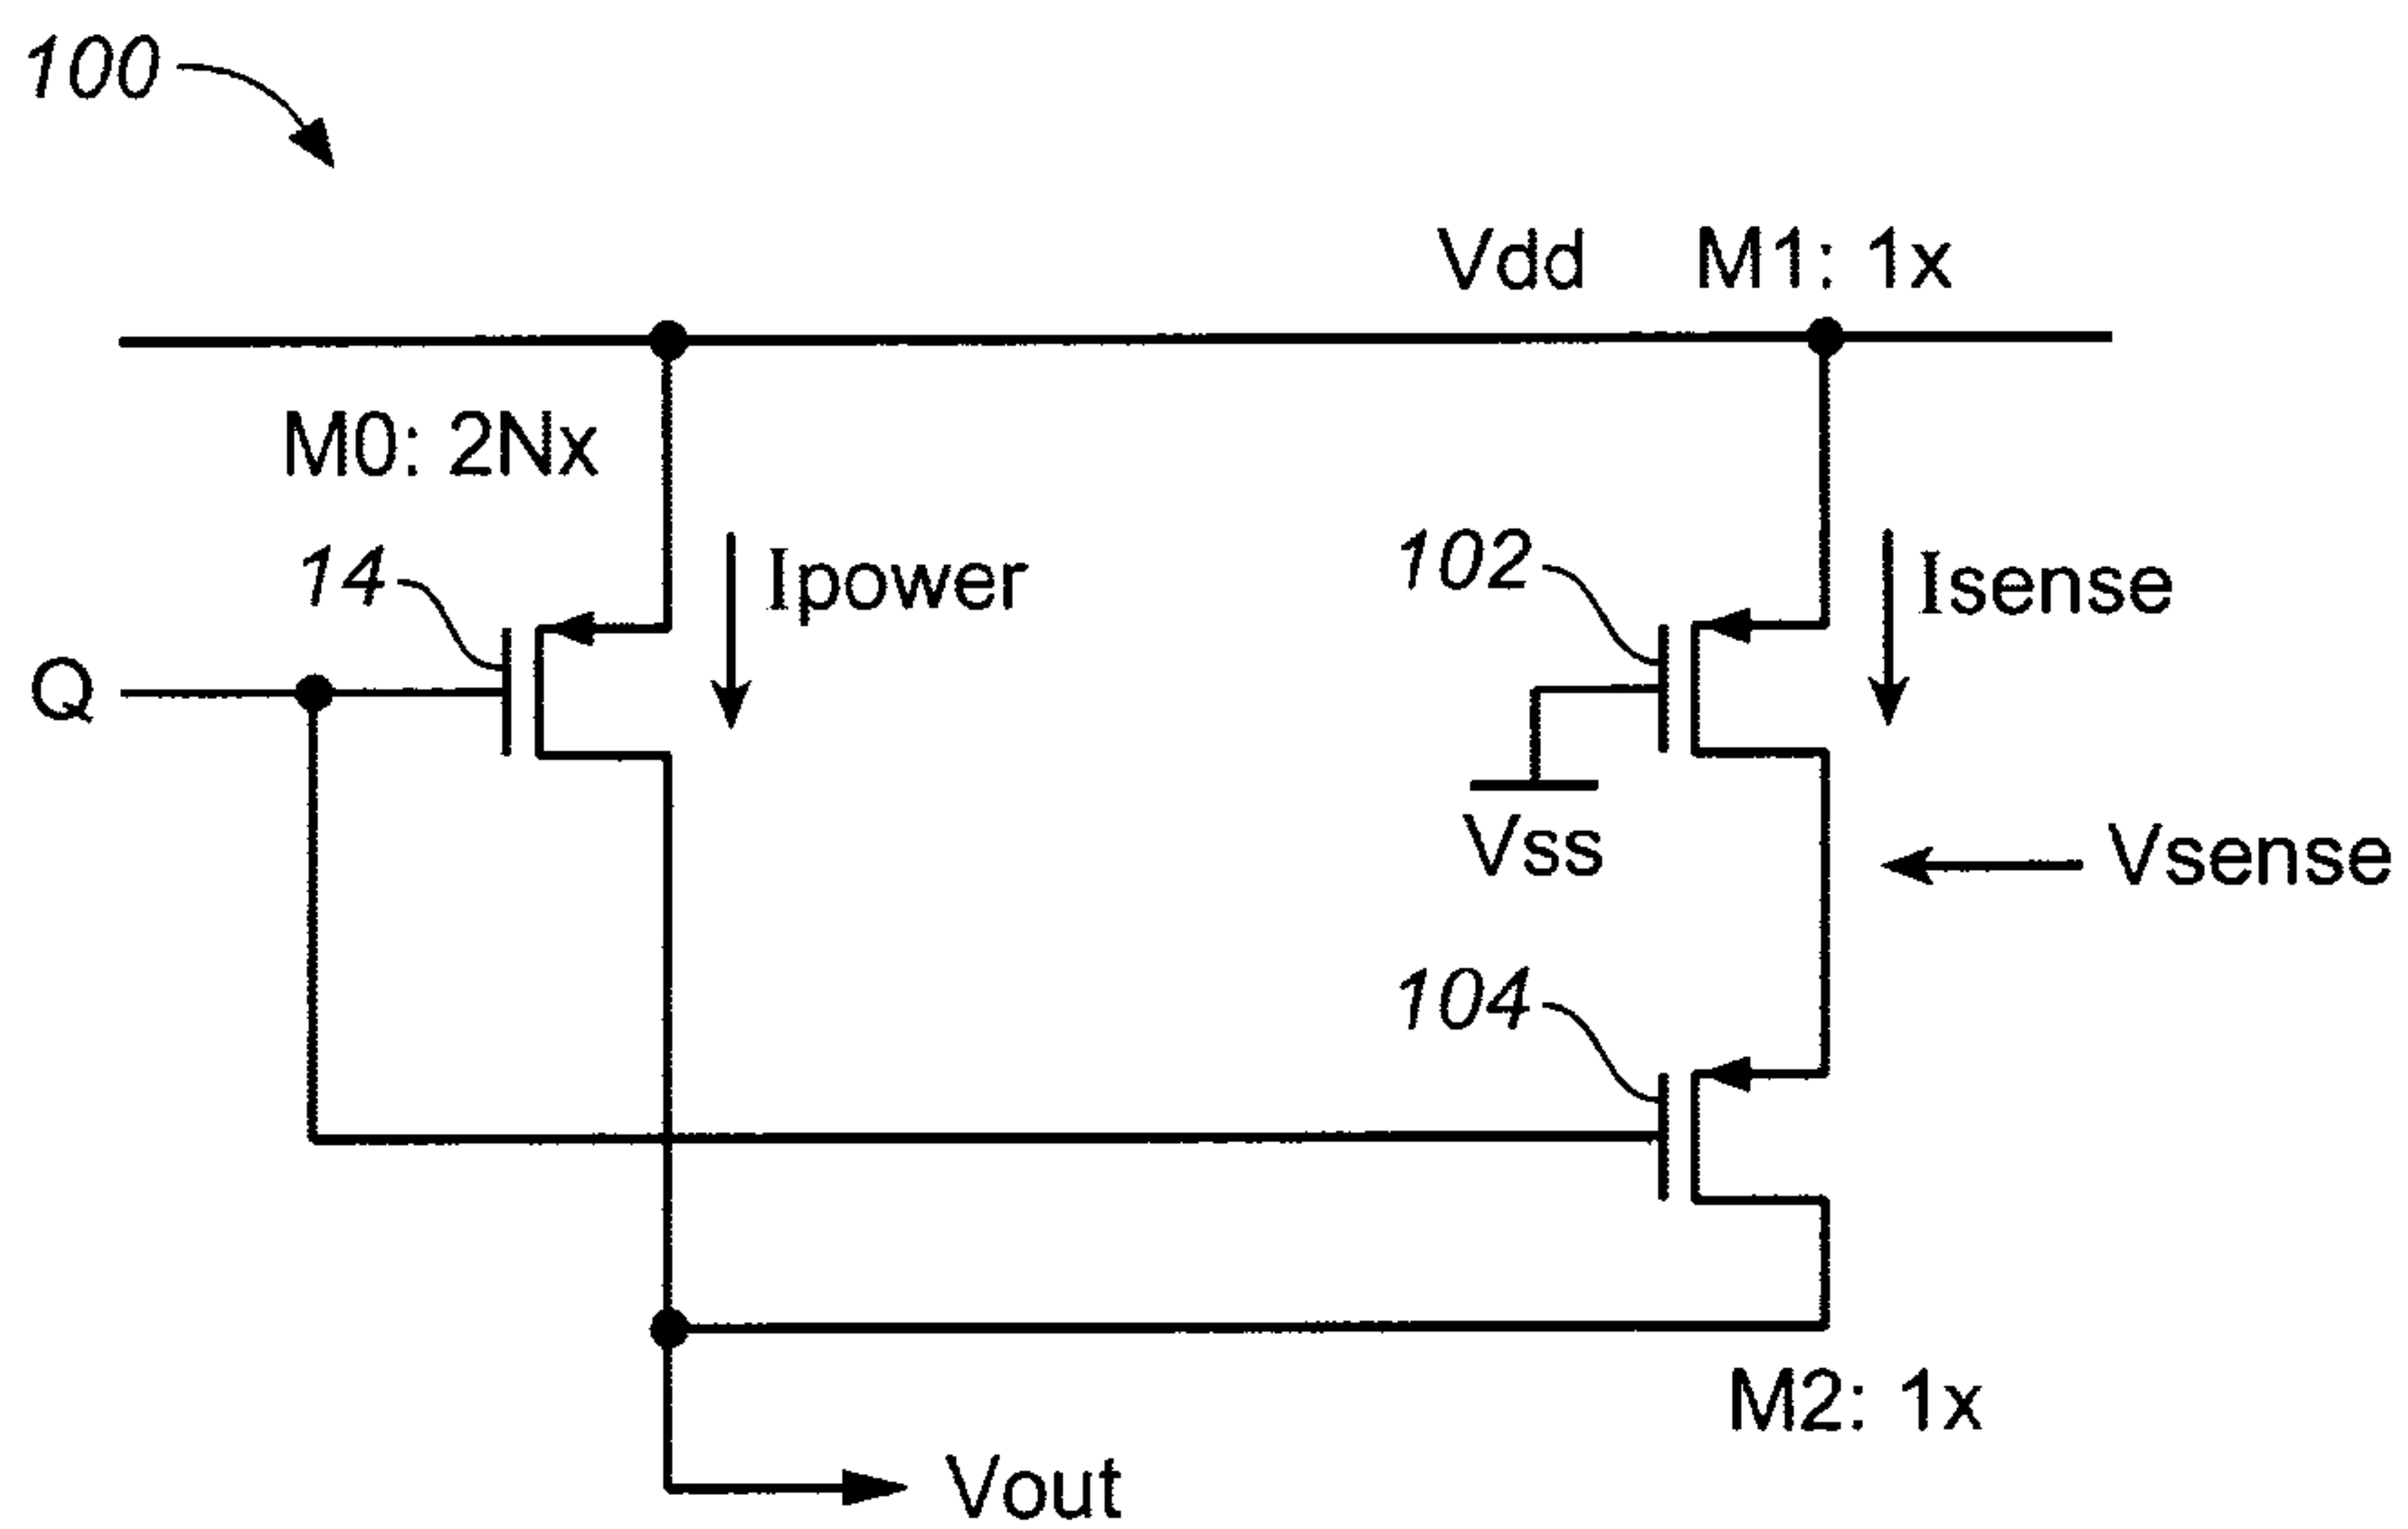 100
Vdd
M1: 1x
M0: 2Nx
14
Ipower
102
Isense
Q
Vss
Vsense
104
M2: 1x
Vout